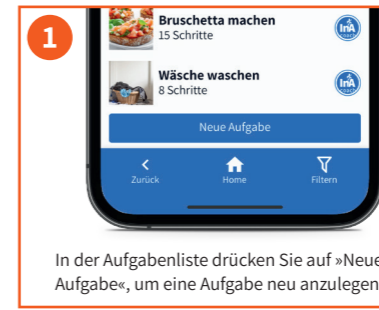 1
Bruschetta machen
15 Schritte
InA
Wäsche waschen
8 Schritte
InA
Neue Aufgabe
Zurück
Home
Filtern
In der Aufgabenliste drücken Sie auf »Neue
Aufgabe«, um eine Aufgabe neu anzulegen